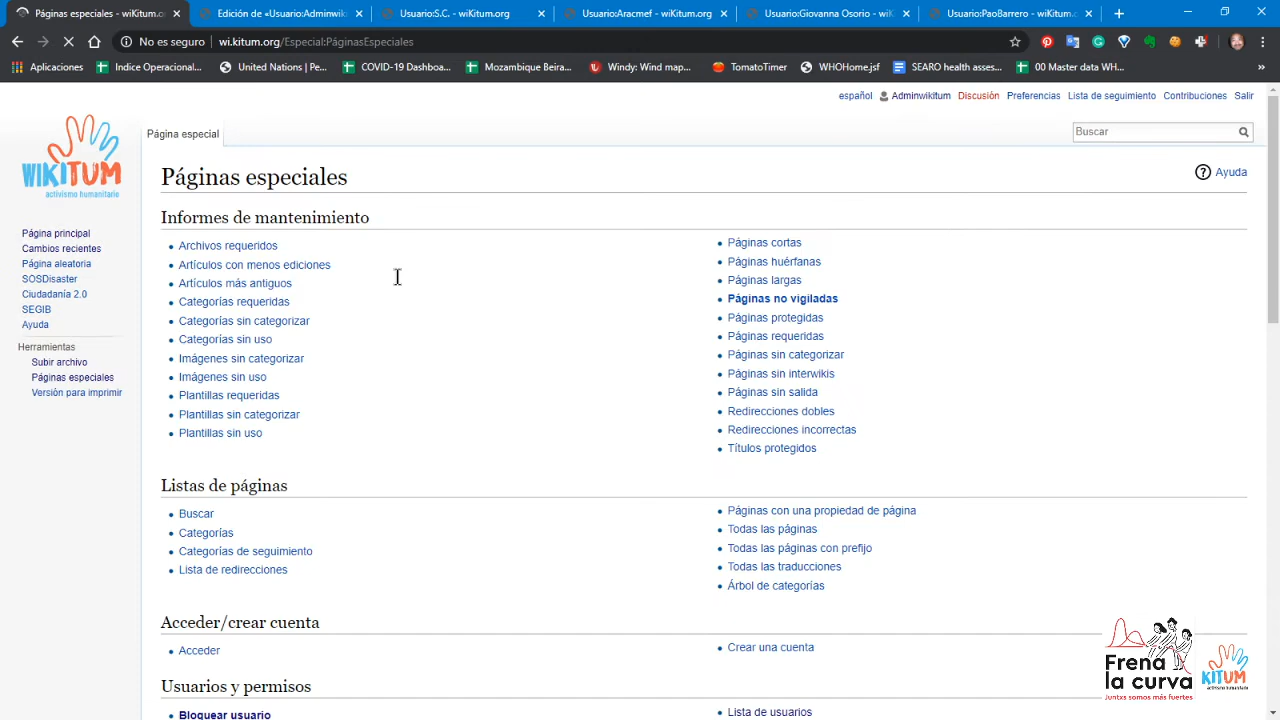 Páginas especiales - wiKitum.or
Edición de «Usuario:Adminwiki
Usuario:S.C. - wiKitum.org
Usuario:Aracmef - wiKitum.org
Usuario:Giovanna Osorio - wiK
Usuario:PaoBarrero - wiKitum.o
No es seguro wi.kitum.org/Especial:PáginasEspeciales
Aplicaciones
Indice Operacional...
United Nations | Pe...
COVID-19 Dashboa...
Mozambique Beira...
Windy: Wind map...
TomatoTimer
WHOHome.jsf
SEARO health asses...
00 Master data WH...
»
español Adminwikitum Discusión Preferencias Lista de seguimiento Contribuciones Salir
WIKITUM
activismo humanitario
Página especial
Buscar
Páginas especiales
Ayuda
Página principal
Cambios recientes
Página aleatoria
SOSDisaster
Ciudadanía 2.0
SEGIB
Ayuda
Herramientas
Subir archivo
Páginas especiales
Versión para imprimir
Informes de mantenimiento
Archivos requeridos
Artículos con menos ediciones
Artículos más antiguos
Categorías requeridas
Categorías sin categorizar
Categorías sin uso
Imágenes sin categorizar
Imágenes sin uso
Plantillas requeridas
Plantillas sin categorizar
Plantillas sin uso
Páginas cortas
Páginas huérfanas
Páginas largas
Páginas no vigiladas
Páginas protegidas
Páginas requeridas
Páginas sin categorizar
Páginas sin interwikis
Páginas sin salida
Redirecciones dobles
Redirecciones incorrectas
Títulos protegidos
Listas de páginas
Buscar
Categorías
Categorías de seguimiento
Lista de redirecciones
Páginas con una propiedad de página
Todas las páginas
Todas las páginas con prefijo
Todas las traducciones
Árbol de categorías
Acceder/crear cuenta
Acceder
Crear una cuenta
Usuarios y permisos
Bloquear usuario
Lista de usuarios
Frena
la curva
Juntxs somos más fuertes
KITUM
activismo humanitario